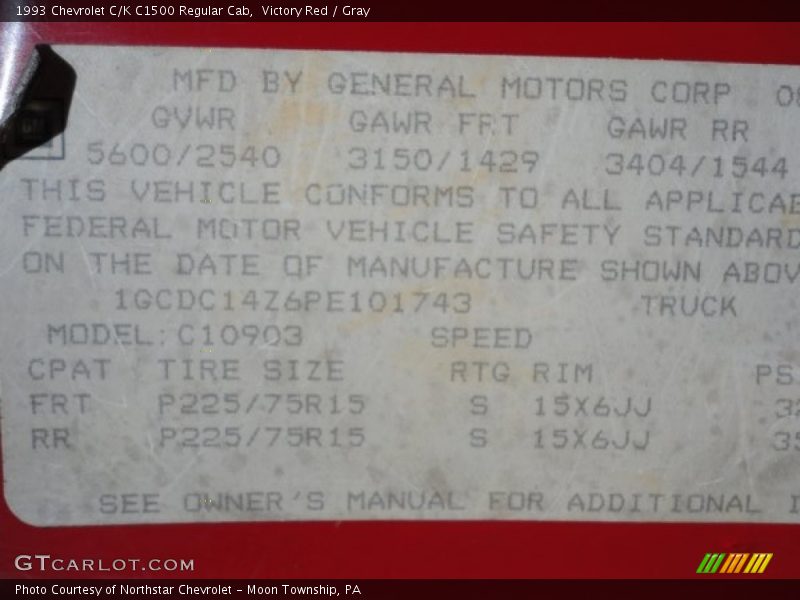 1993 Chevrolet C/K C1500 Regular Cab, Victory Red / Gray
MFD BY GENERAL MOTORS CORP
GVWR GAWR FRT GAWR RR
5600/2540 3150/1429 3404/1544
THIS VEHICLE CONFORMS TO ALL APPLICAB
FEDERAL MOTOR VEHICLE SAFETY STANDARD
ON THE DATE OF MANUFACTURE SHOWN ABOV
1GCDC14Z6PE101743 TRUCK
MODEL: C10903 SPEED
CPAT TIRE SIZE RTG RIM PS
FRT P225/75R15 S 15X6JJ 32
RR P225/75R15 S 15X6JJ 35
SEE OWNER'S MANUAL FOR ADDITIONAL
GTCARLOT.COM
Photo Courtesy of Northstar Chevrolet - Moon Township, PA